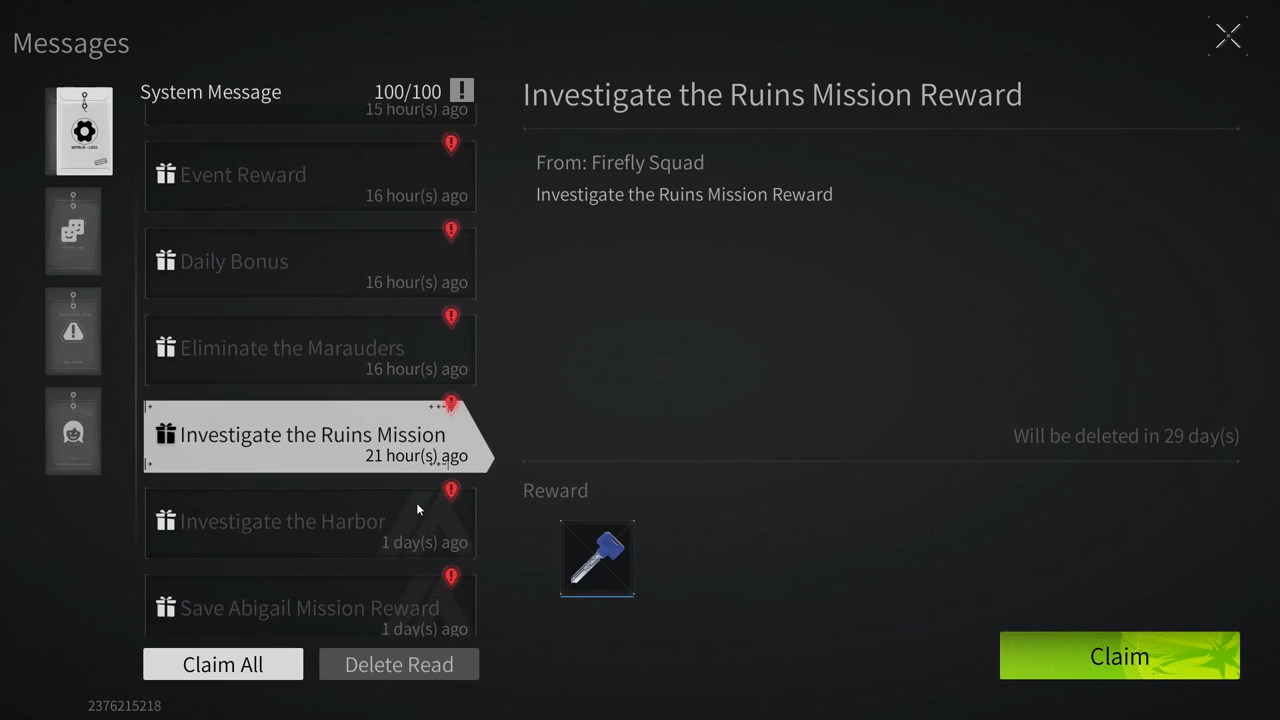 Messages
System Message 100/100
15 hour(s) ago
Event Reward
16 hour(s) ago
Daily Bonus
16 hour(s) ago
Eliminate the Marauders
16 hour(s) ago
Investigate the Ruins Mission
21 hour(s) ago
Investigate the Harbor
1 day(s) ago
Save Abigail Mission Reward
1 day(s) ago
Claim All
Delete Read
2376215218
Investigate the Ruins Mission Reward
From: Firefly Squad
Investigate the Ruins Mission Reward
Will be deleted in 29 day(s)
Reward
Claim